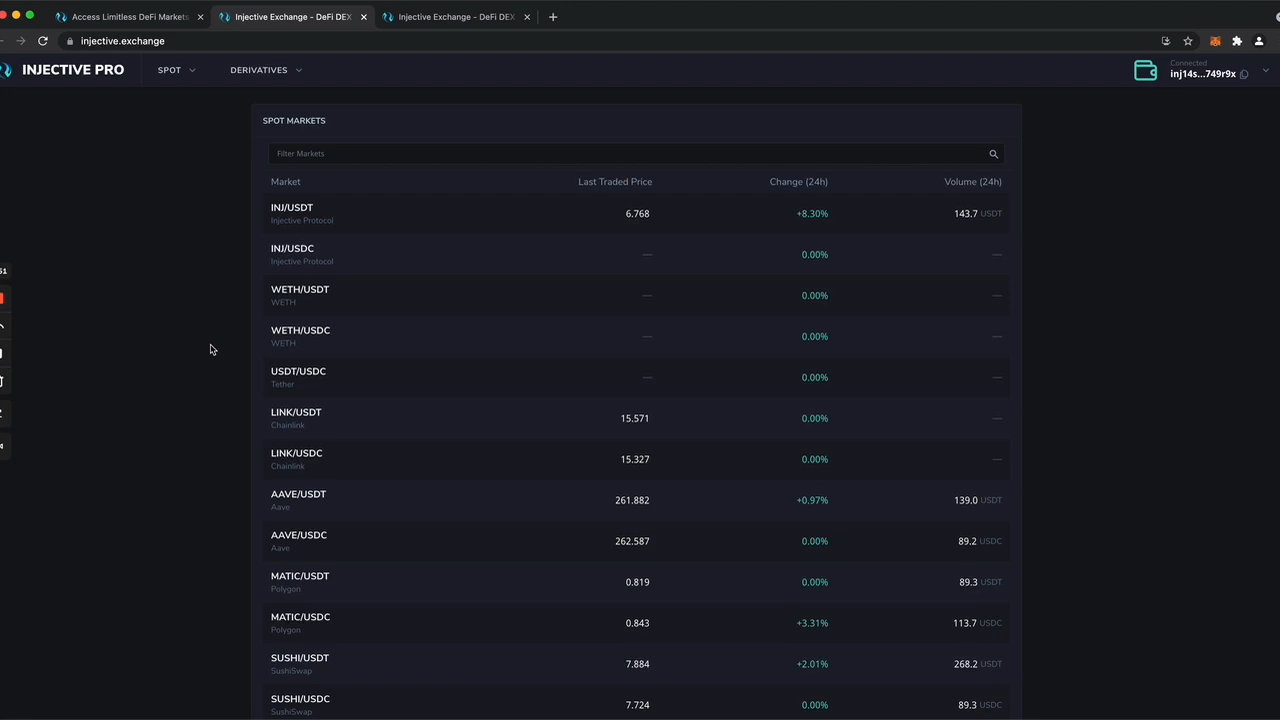 Access Limitless DeFi Markets
Injective Exchange - DeFi DEX
Injective Exchange - DeFi DEX
injective.exchange
INJECTIVE PRO
SPOT
DERIVATIVES
Connected
inj14s...749r9x
SPOT MARKETS
Filter Markets
Market Last Traded Price Change (24h) Volume (24h)
INJ/USDT
Injective Protocol
6.768 +8.30% 143.7 USDT
INJ/USDC
Injective Protocol
— 0.00% —
WETH/USDT
WETH
— 0.00% —
WETH/USDC
WETH
— 0.00% —
USDT/USDC
Tether
— 0.00% —
LINK/USDT
Chainlink
15.571 0.00% —
LINK/USDC
Chainlink
15.327 0.00% —
AAVE/USDT
Aave
261.882 +0.97% 139.0 USDT
AAVE/USDC
Aave
262.587 0.00% 89.2 USDC
MATIC/USDT
Polygon
0.819 0.00% 89.3 USDT
MATIC/USDC
Polygon
0.843 +3.31% 113.7 USDC
SUSHI/USDT
SushiSwap
7.884 +2.01% 268.2 USDT
SUSHI/USDC
SushiSwap
7.724 0.00% 89.3 USDC